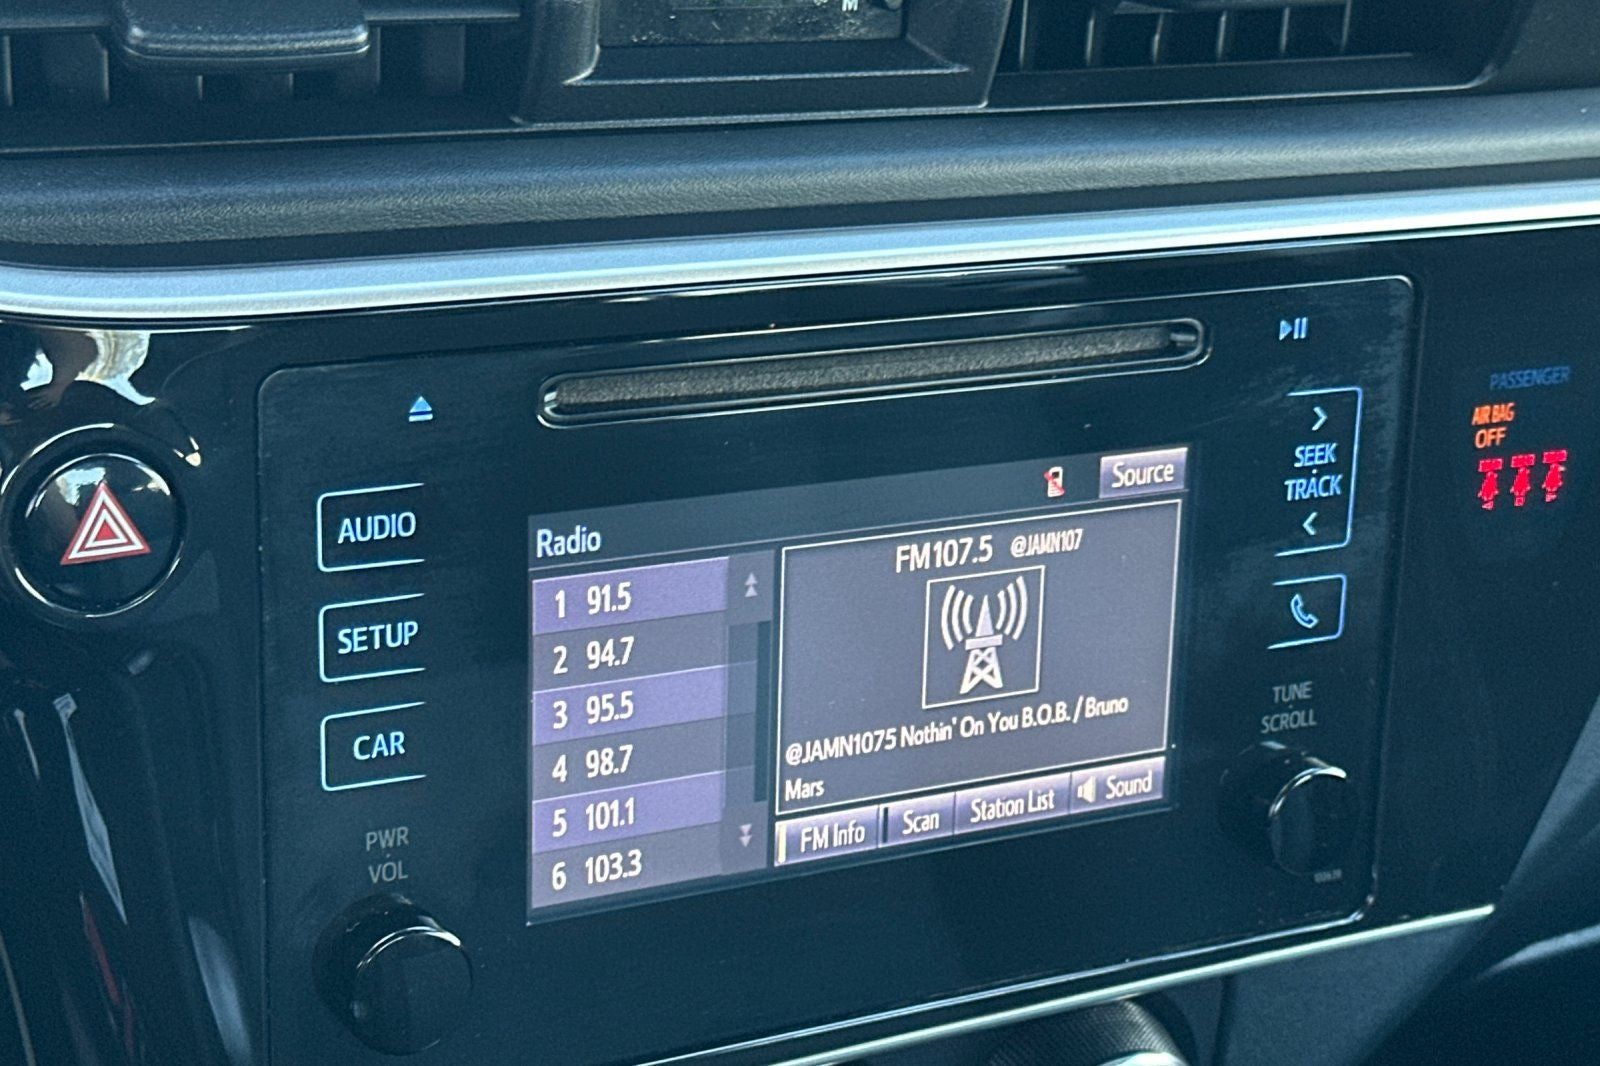 M
PASSENGER
AIR BAG
OFF
SEEK
TRACK
AUDIO
SETUP
CAR
PWR
VOL
TUNE
SCROLL
Source
Radio
1 91.5
2 94.7
3 95.5
4 98.7
5 101.1
6 103.3
FM107.5 @JAMN107
@JAMN1075 Nothin' On You B.O.B. / Bruno
Mars
FM Info
Scan
Station List
Sound